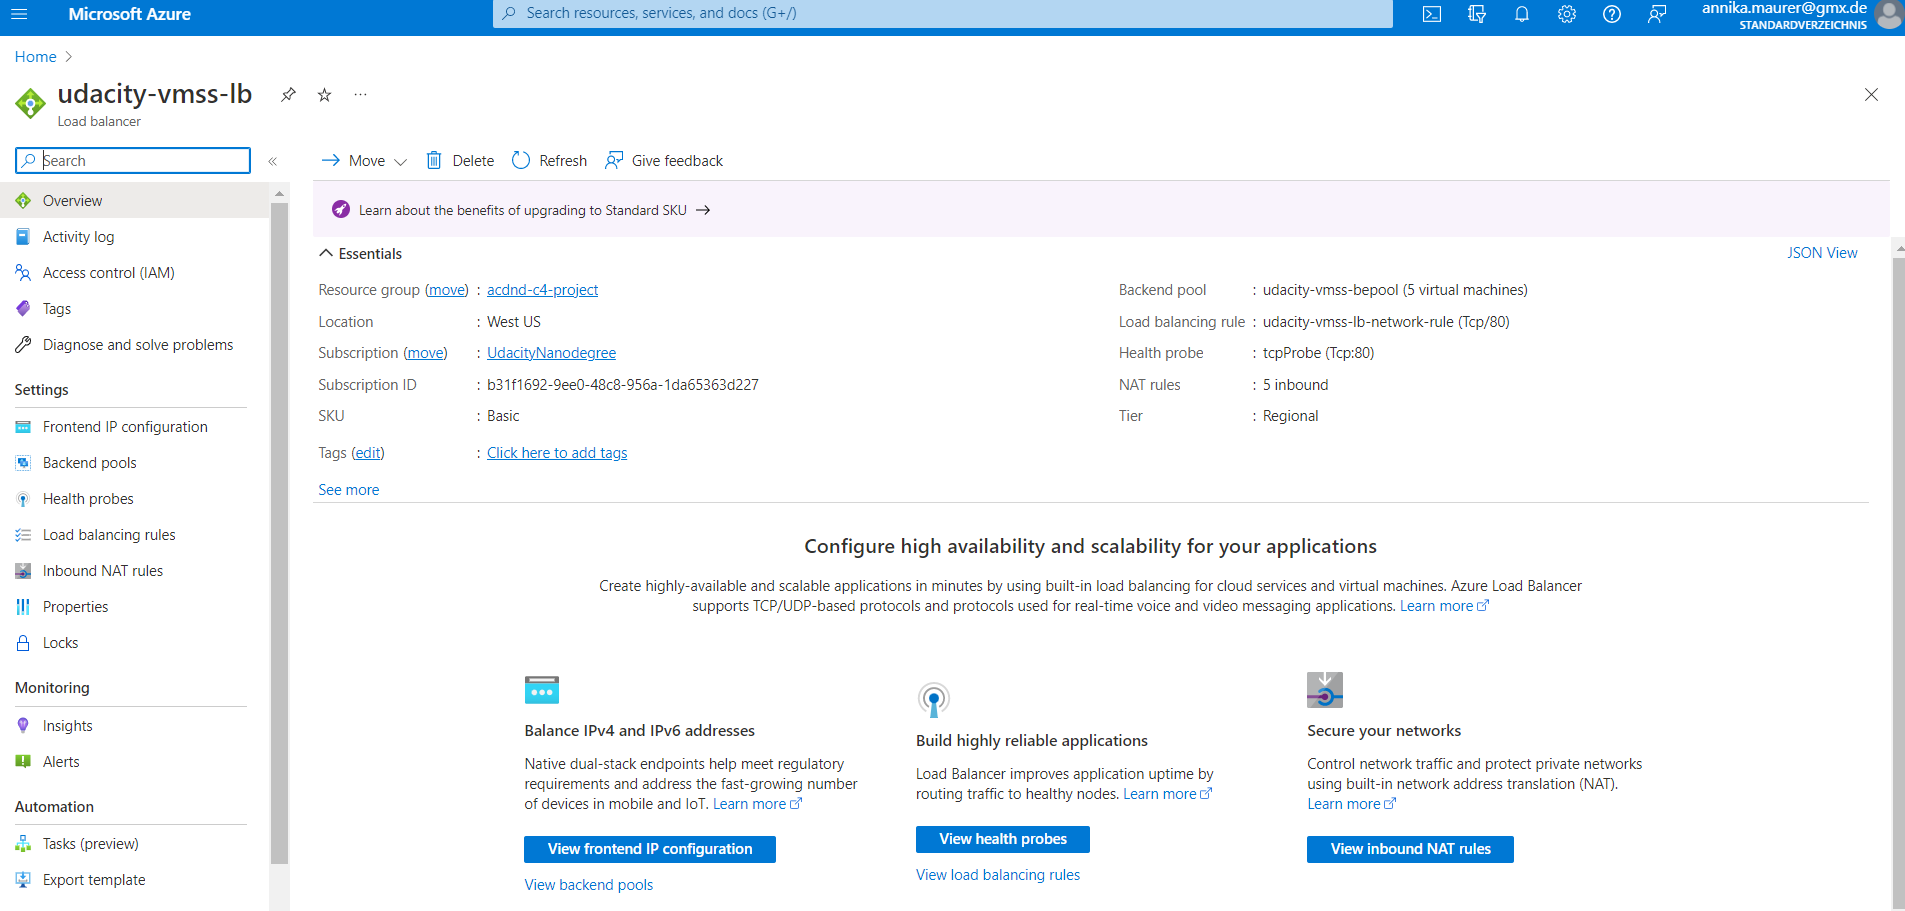 Microsoft Azure
Search resources, services, and docs (G+/)
annika.maurer@gmx.de
STANDARDVERZEICHNIS
Home
udacity-vmss-lb
Load balancer
Search
Move
Delete
Refresh
Give feedback
Overview
Activity log
Access control (IAM)
Tags
Diagnose and solve problems
Settings
Frontend IP configuration
Backend pools
Health probes
Load balancing rules
Inbound NAT rules
Properties
Locks
Monitoring
Insights
Alerts
Automation
Tasks (preview)
Export template
Learn about the benefits of upgrading to Standard SKU
Essentials
JSON View
Resource group (move) : acdnd-c4-project
Location : West US
Subscription (move) : UdacityNanodegree
Subscription ID : b31f1692-9ee0-48c8-956a-1da65363d227
SKU : Basic
Tags (edit) : Click here to add tags
See more
Backend pool : udacity-vmss-bepool (5 virtual machines)
Load balancing rule : udacity-vmss-lb-network-rule (Tcp/80)
Health probe : tcpProbe (Tcp:80)
NAT rules : 5 inbound
Tier : Regional
Configure high availability and scalability for your applications
Create highly-available and scalable applications in minutes by using built-in load balancing for cloud services and virtual machines. Azure Load Balancer
supports TCP/UDP-based protocols and protocols used for real-time voice and video messaging applications. Learn more
Balance IPv4 and IPv6 addresses
Native dual-stack endpoints help meet regulatory
requirements and address the fast-growing number
of devices in mobile and IoT. Learn more
View frontend IP configuration
View backend pools
Build highly reliable applications
Load Balancer improves application uptime by
routing traffic to healthy nodes. Learn more
View health probes
View load balancing rules
Secure your networks
Control network traffic and protect private networks
using built-in network address translation (NAT).
Learn more
View inbound NAT rules